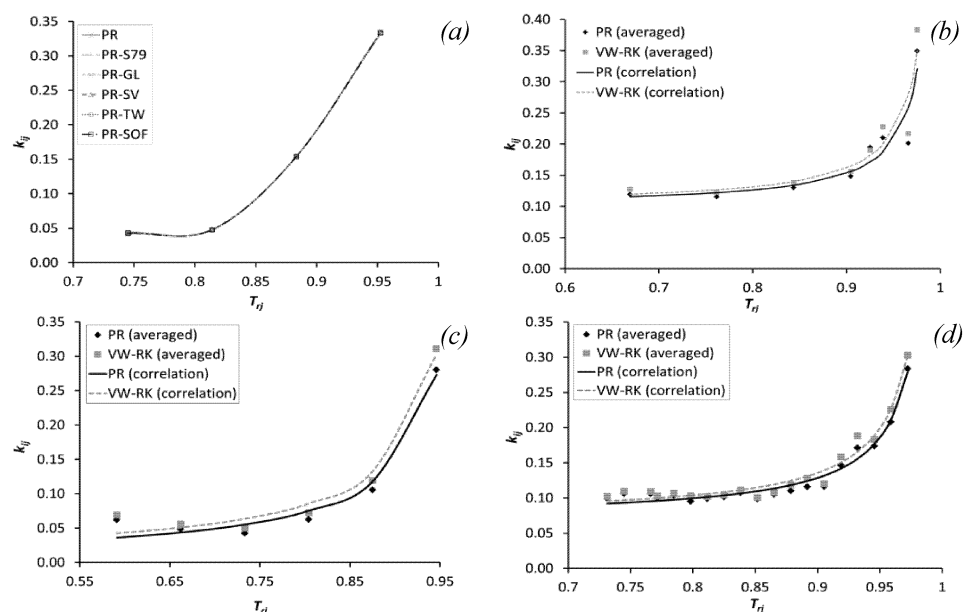 (a)
0.35
0.30
0.25
0.20
0.15
0.10
0.05
0.00
k_ij
PR
PR-S79
PR-GL
PR-SV
PR-TW
PR-SOF
0.7 0.75 0.8 0.85 0.9 0.95 1
T_rj
(b)
0.40
0.35
0.30
0.25
0.20
0.15
0.10
0.05
0.00
k_ij
PR (averaged)
VW-RK (averaged)
PR (correlation)
VW-RK (correlation)
0.6 0.7 0.8 0.9 1
T_rj
(c)
0.35
0.30
0.25
0.20
0.15
0.10
0.05
0.00
k_ij
PR (averaged)
VW-RK (averaged)
PR (correlation)
VW-RK (correlation)
0.55 0.65 0.75 0.85 0.95
T_rj
(d)
0.35
0.30
0.25
0.20
0.15
0.10
0.05
0.00
k_ij
PR (averaged)
VW-RK (averaged)
PR (correlation)
VW-RK (correlation)
0.7 0.75 0.8 0.85 0.9 0.95 1
T_rj